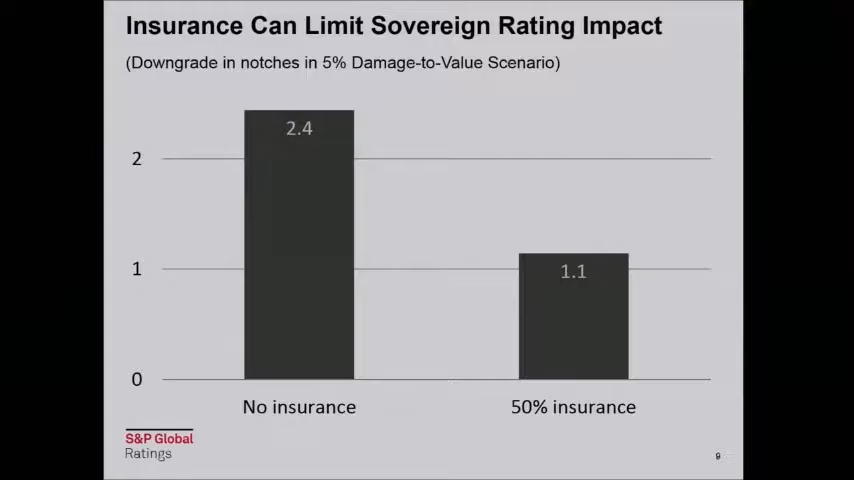 Insurance Can Limit Sovereign Rating Impact
(Downgrade in notches in 5% Damage-to-Value Scenario)
2.4
2
1
1.1
0
No insurance
50% insurance
S&P Global
Ratings
9